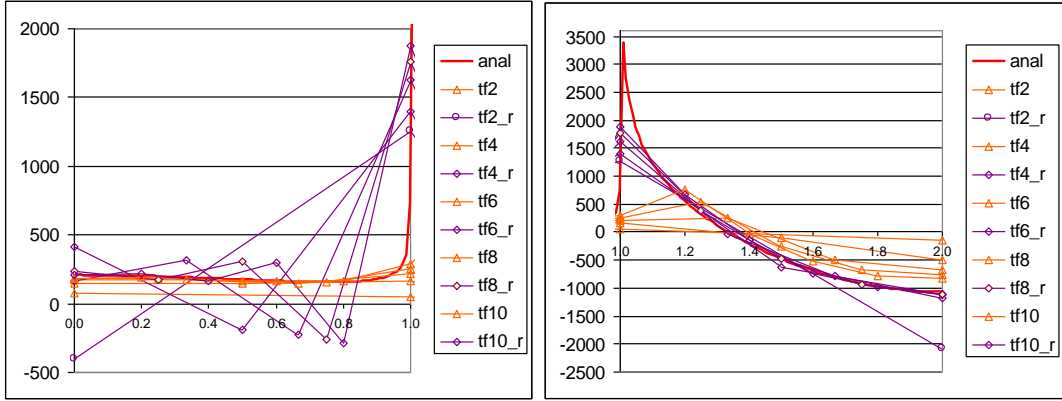 2000
1500
1000
500
0
-500
0.0 0.2 0.4 0.6 0.8 1.0
anal
tf2
tf2_r
tf4
tf4_r
tf6
tf6_r
tf8
tf8_r
tf10
tf10_r
3500
3000
2500
2000
1500
1000
500
0
-500
-1000
-1500
-2000
-2500
1.0 1.2 1.4 1.6 1.8 2.0
anal
tf2
tf2_r
tf4
tf4_r
tf6
tf6_r
tf8
tf8_r
tf10
tf10_r